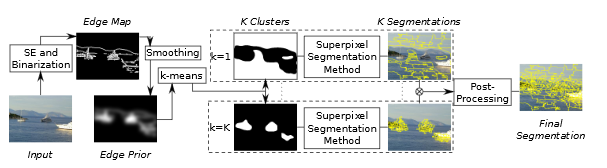 Edge Map
K Clusters
K Segmentations
SE and
Binarization
Smoothing
k-means
k=1
Superpixel
Segmentation
Method
k=K
Superpixel
Segmentation
Method
Post-
Processing
Input
Edge Prior
Final
Segmentation